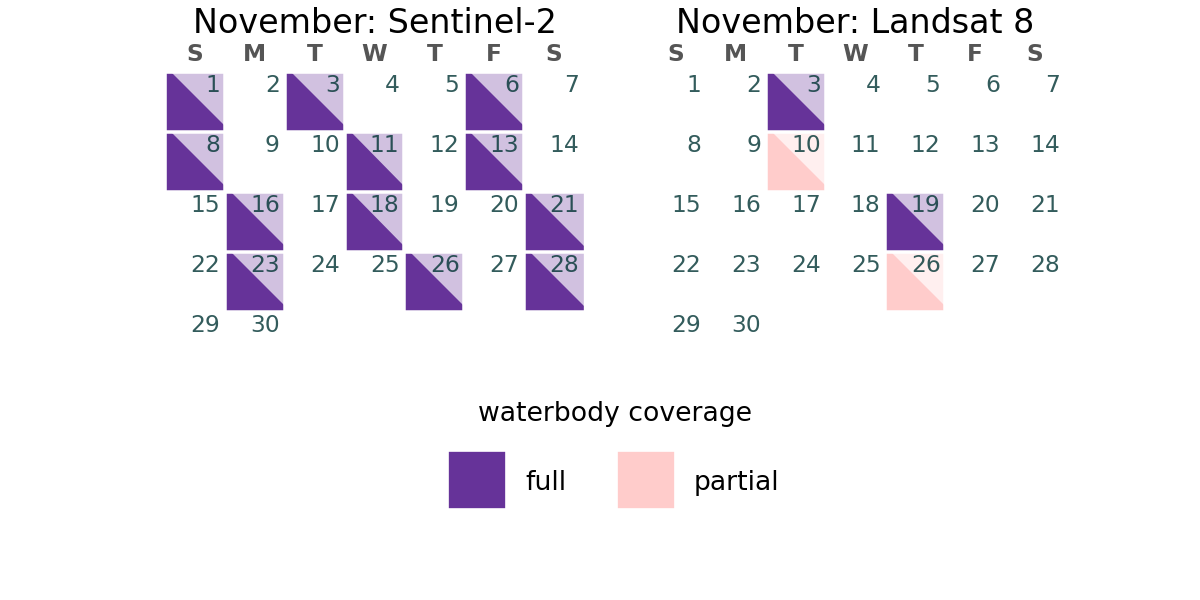 November: Sentinel-2
S M T W T F S
1 2 3 4 5 6 7
8 9 10 11 12 13 14
15 16 17 18 19 20 21
22 23 24 25 26 27 28
29 30
November: Landsat 8
S M T W T F S
1 2 3 4 5 6 7
8 9 10 11 12 13 14
15 16 17 18 19 20 21
22 23 24 25 26 27 28
29 30
waterbody coverage
full
partial